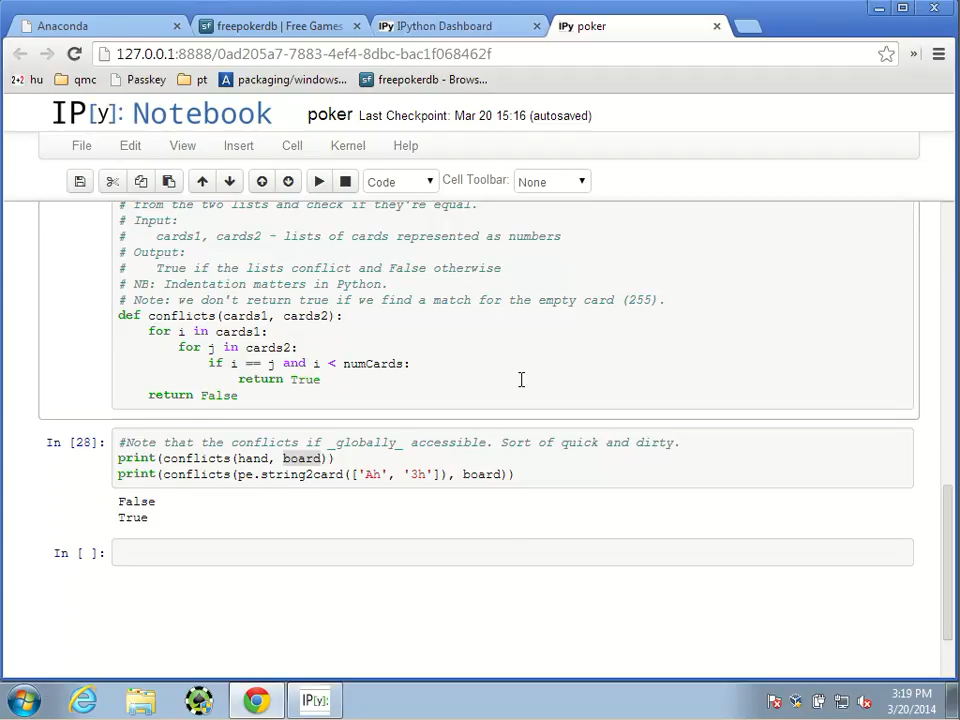 Anaconda
freepokerdb | Free Games
IPy IPython Dashboard
IPy poker
127.0.0.1:8888/0ad205a7-7883-4ef4-8dbc-bac1f068462f
2+2 hu
qmc
Passkey
pt
packaging/windows...
freepokerdb - Brows...
»
IP[y]: Notebook
poker Last Checkpoint: Mar 20 15:16 (autosaved)
File Edit View Insert Cell Kernel Help
Code Cell Toolbar: None
# from the two lists and check if they're equal.
# Input:
# cards1, cards2 - lists of cards represented as numbers
# Output:
# True if the lists conflict and False otherwise
# NB: Indentation matters in Python.
# Note: we don't return true if we find a match for the empty card (255).
def conflicts(cards1, cards2):
for i in cards1:
for j in cards2:
if i == j and i < numCards:
return True
return False
In [28]:
#Note that the conflicts if _globally_ accessible. Sort of quick and dirty.
print(conflicts(hand, board))
print(conflicts(pe.string2card(['Ah', '3h']), board))
False
True
In [ ]:
IP[y]:
3:19 PM
3/20/2014